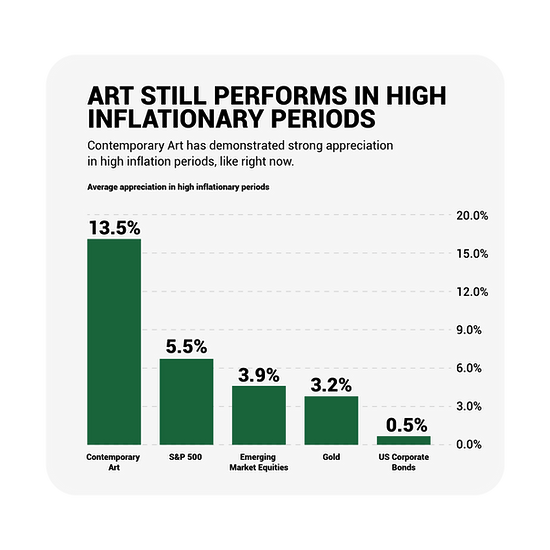 ART STILL PERFORMS IN HIGH
INFLATIONARY PERIODS
Contemporary Art has demonstrated strong appreciation
in high inflation periods, like right now.
Average appreciation in high inflationary periods
20.0%
15.0%
12.0%
9.0%
6.0%
3.0%
0.0%
13.5%
5.5%
3.9%
3.2%
0.5%
Contemporary
Art
S&P 500
Emerging
Market Equities
Gold
US Corporate
Bonds